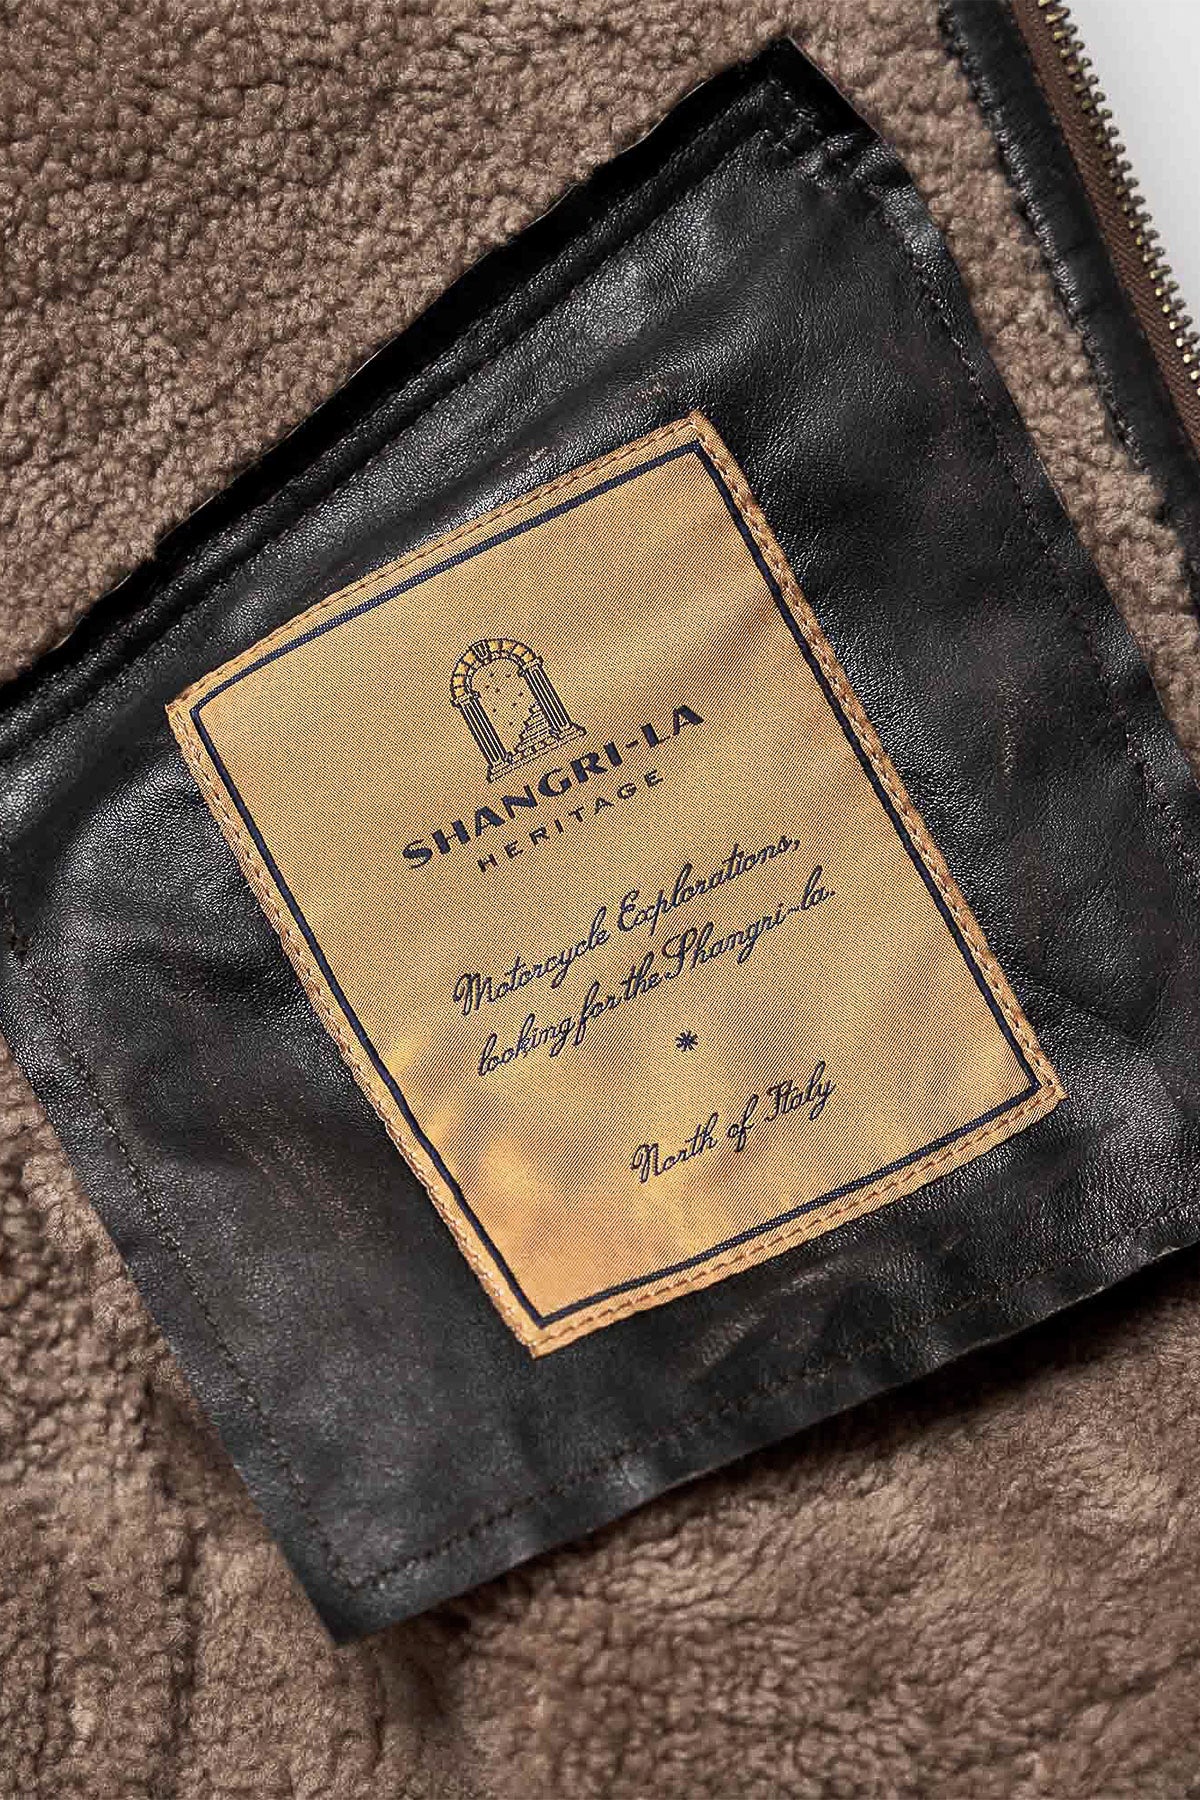 SHANGRI-LA
HERITAGE
Motorcycle Explorations,
looking for the Shangri-la.
*
North of Italy